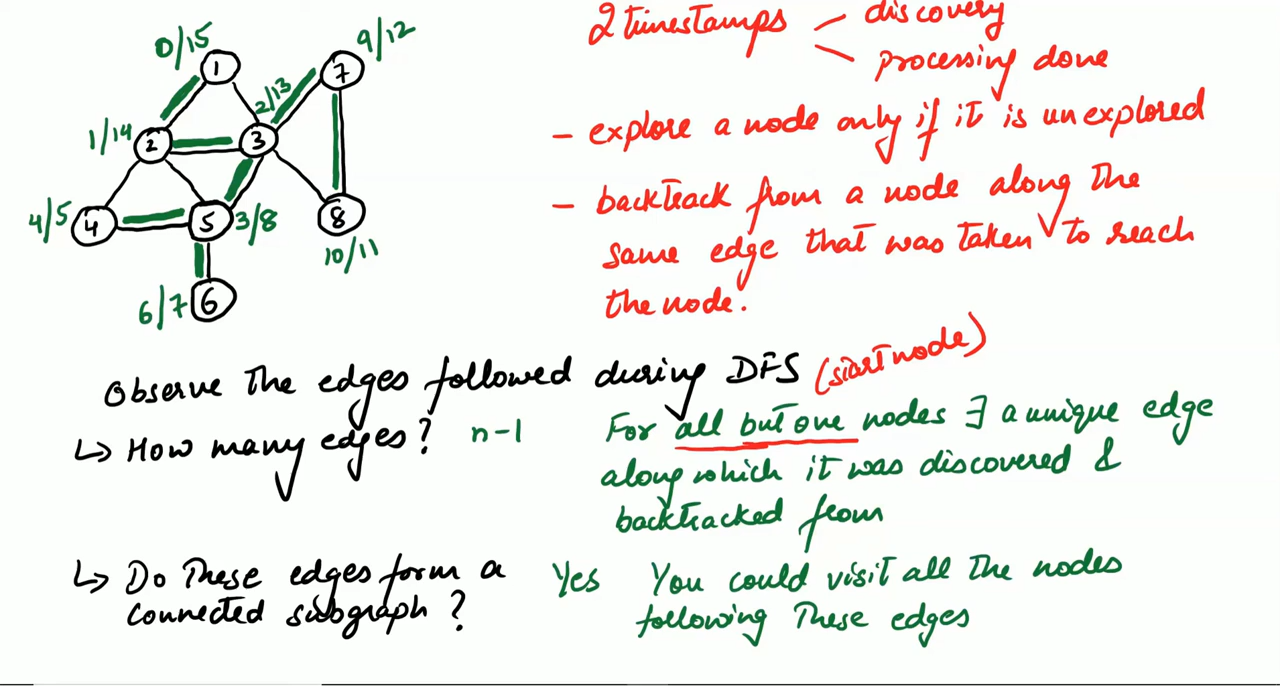 0/15
1
9/12
7
2/13
1/14
2
3
4/5
4
5
3/8
8
10/11
6/7
6
2 timestamps
discovery
processing done
- explore a node only if it is unexplored
- backtrack from a node along the
same edge that was taken to reach
the node.
Observe the edges followed during DFS (start node)
↳ How many edges? n-1
For all but one nodes ∃ a unique edge
along which it was discovered &
backtracked from
↳ Do these edges form a
connected subgraph?
Yes You could visit all the nodes
following these edges